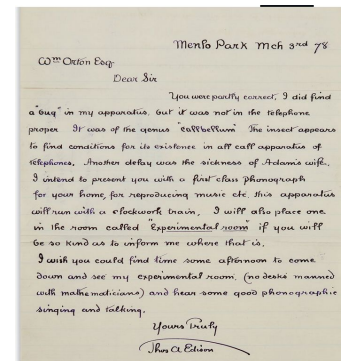 Menlo Park Mch 3rd 78
Wm Orton Esq.
Dear Sir
You were partly correct, I did find
a "bug" in my apparatus, but it was not in the telephone
proper It was of the genus "callbellum" The insect appears
to find conditions for its existence in all call apparatus of
telephones. Another delay was the sickness of Adams wife.
I intend to present you with a first class phonograph
for your home, for reproducing music etc. this apparatus
will run with a clockwork train, I will also place one
in the room called "Experimental room" if you will
be so kind as to inform me where that is.
I wish you could find time some afternoon to come
down and see my experimental room, (no desks manned
with mathematicians) and hear some good phonographic
singing and talking.
Yours Truly
Thos A Edison